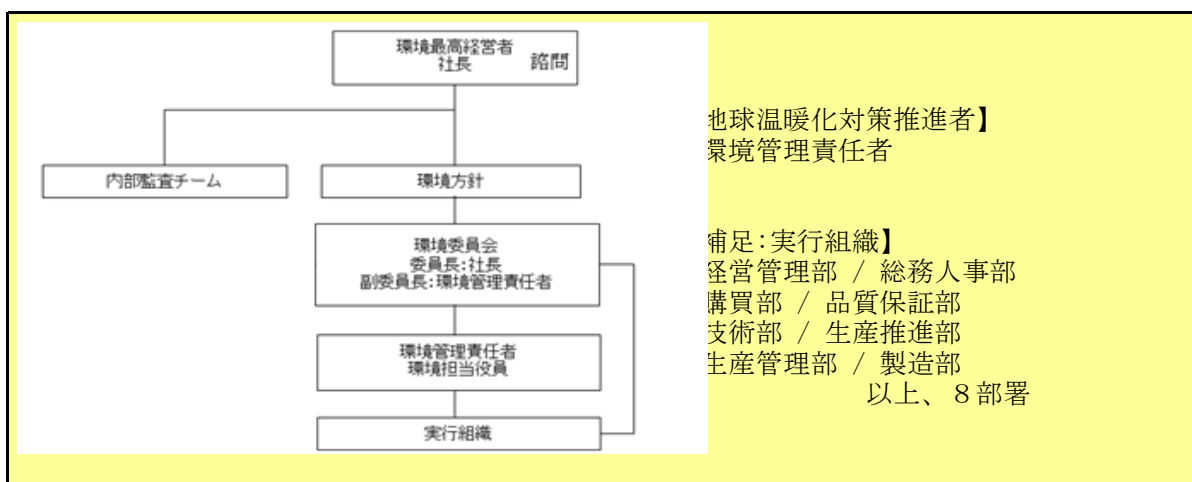 環境最高経営者
社長
諮問
内部監査チーム
環境方針
環境委員会
委員長:社長
副委員長:環境管理責任者
環境管理責任者
環境担当役員
実行組織
地球温暖化対策推進者】
環境管理責任者
補足:実行組織】
経営管理部 / 総務人事部
購買部 / 品質保証部
技術部 / 生産推進部
生産管理部 / 製造部
以上、８部署